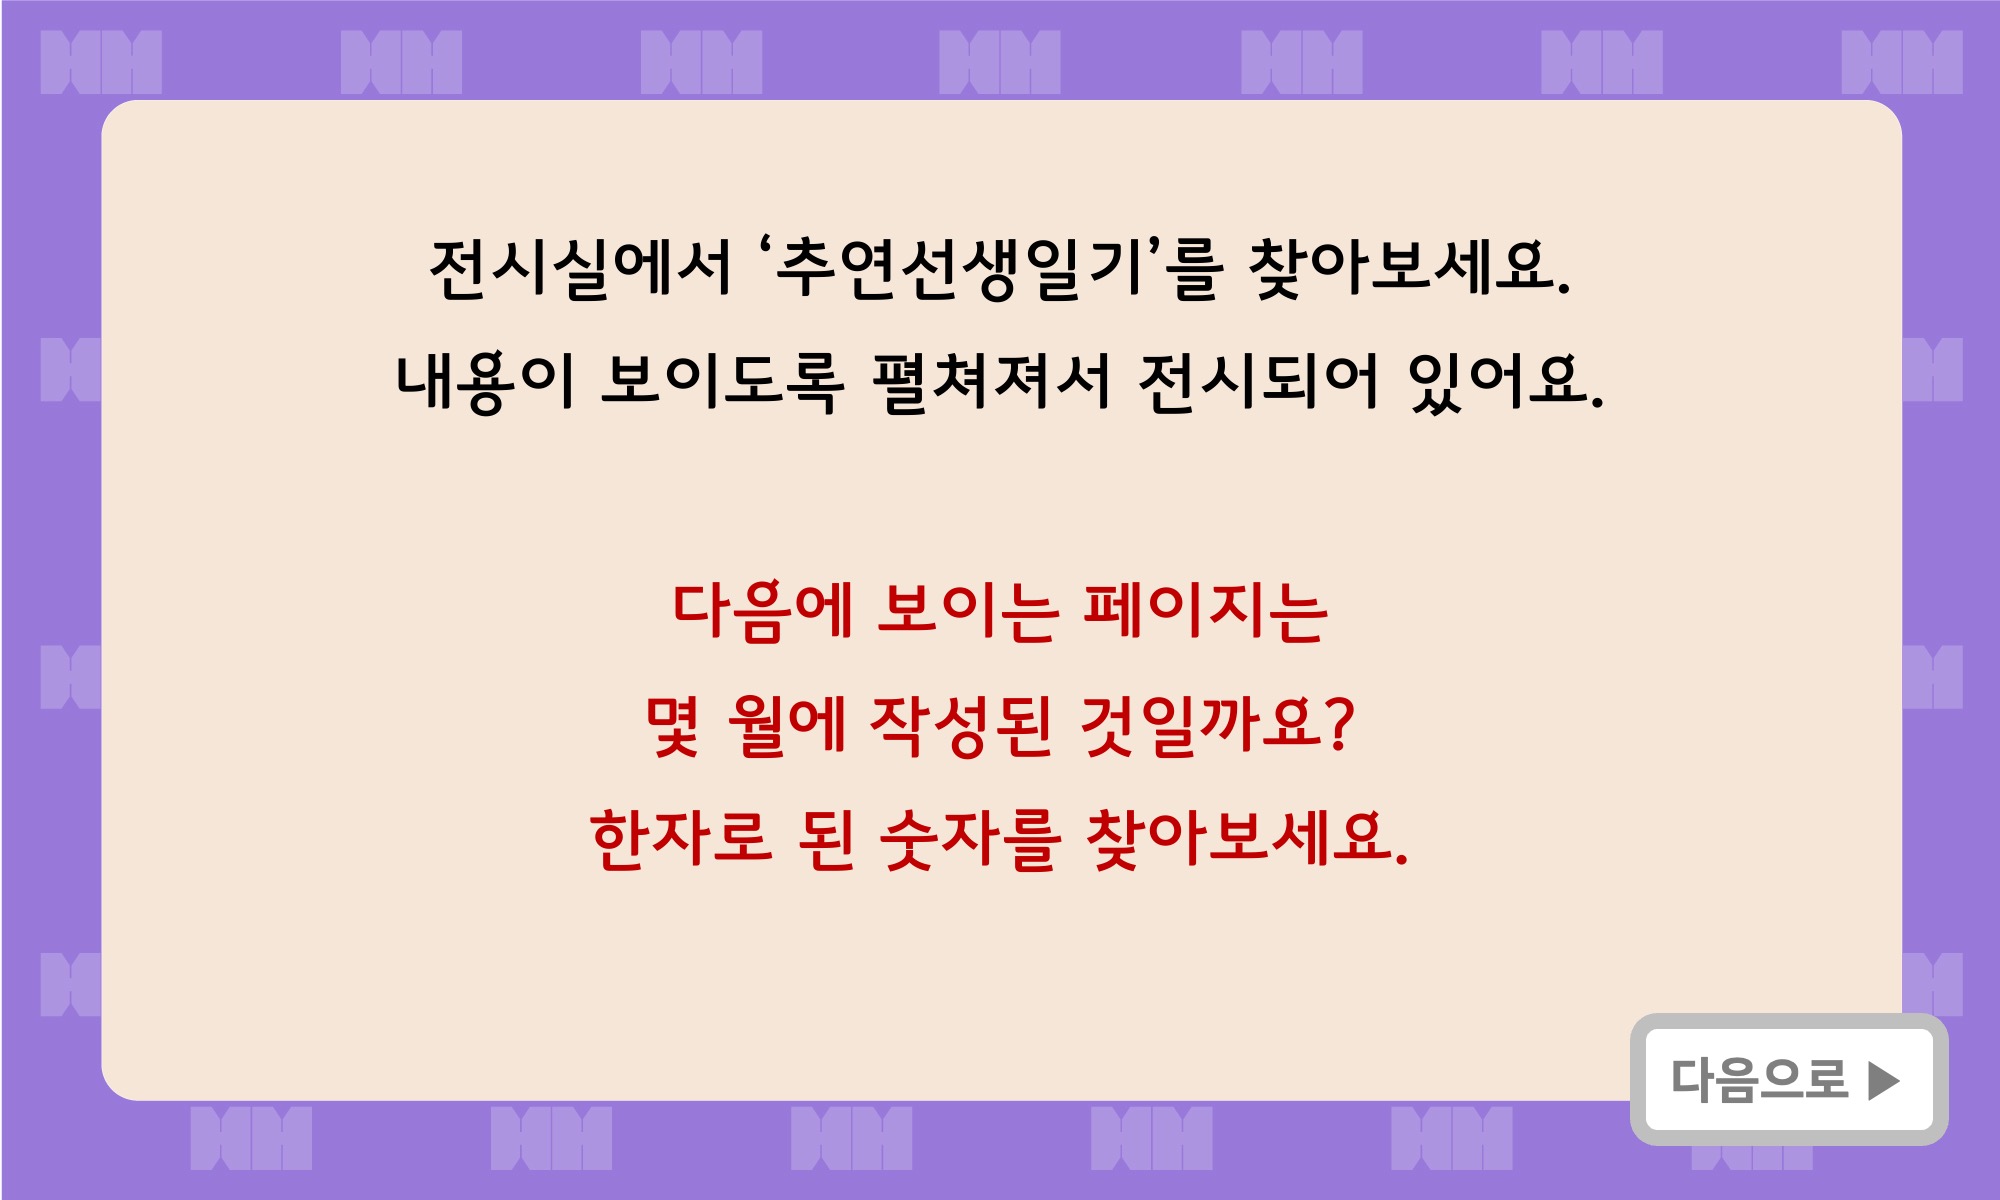 전시실에서 ‘추연선생일기’를 찾아보세요.
내용이 보이도록 펼쳐져서 전시되어 있어요.
다음에 보이는 페이지는
몇 월에 작성된 것일까요?
한자로 된 숫자를 찾아보세요.
다음으로 ▶